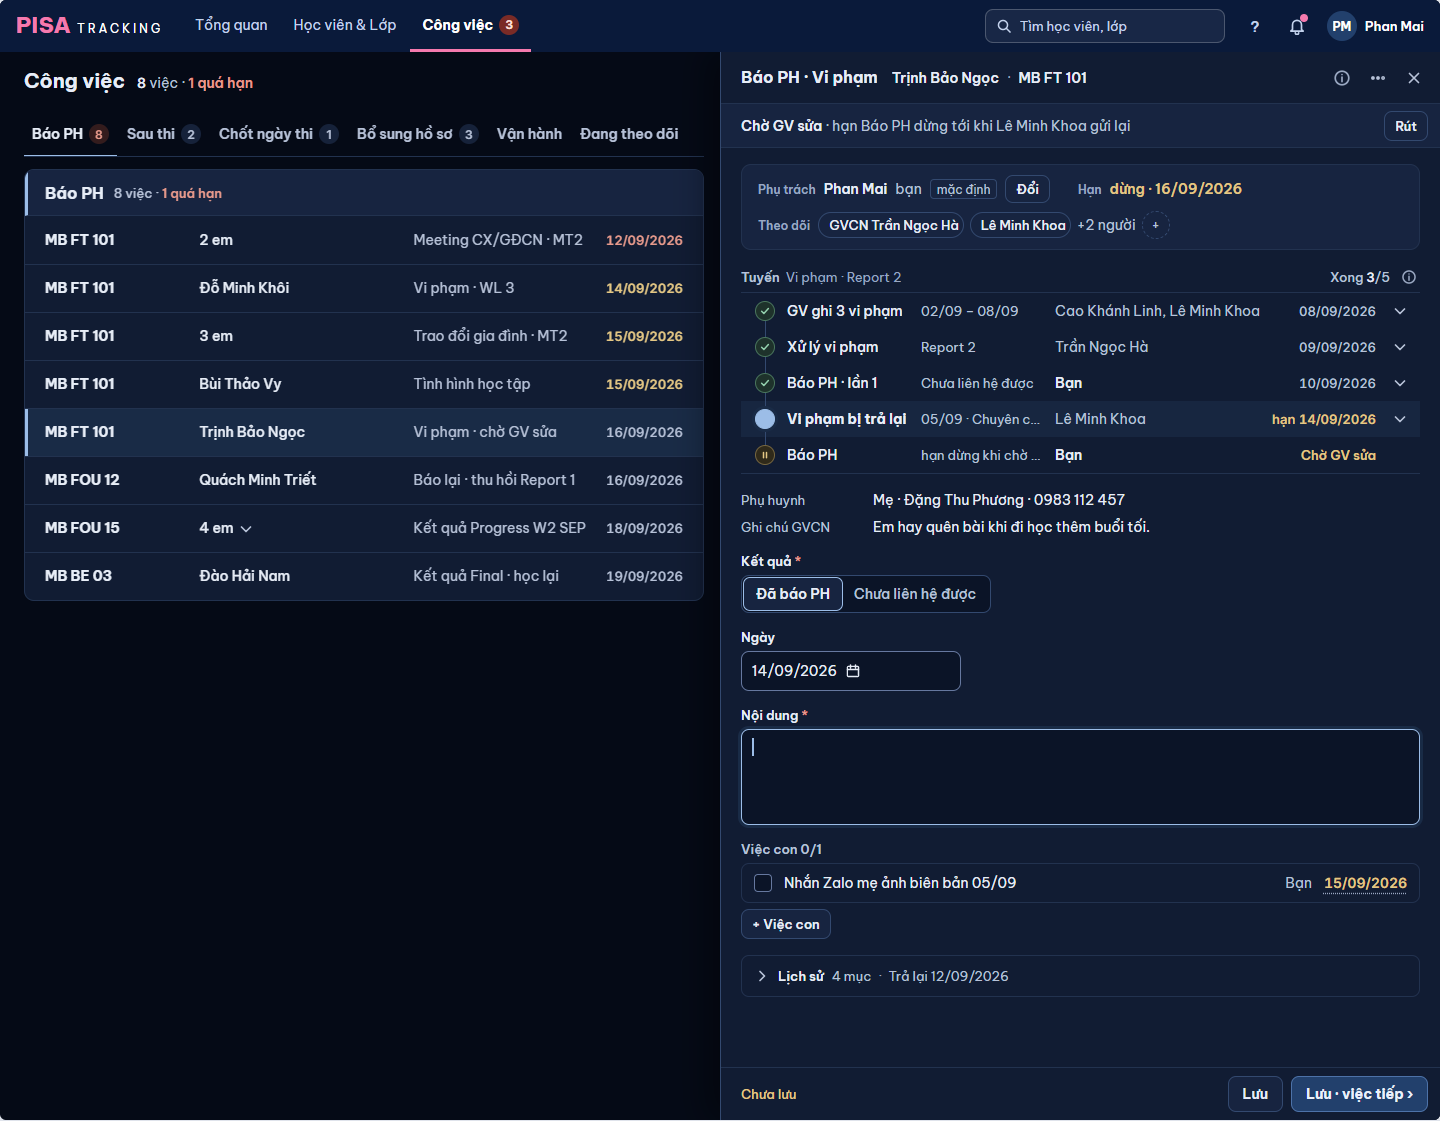 PISA TRACKING Tổng quan Học viên & Lớp Công việc 3 Tìm học viên, lớp ? PM Phan Mai
Công việc 8 việc · 1 quá hạn
Báo PH 8 Sau thi 2 Chốt ngày thi 1 Bổ sung hồ sơ 3 Vận hành Đang theo dõi
Báo PH 8 việc · 1 quá hạn
MB FT 101 2 em Meeting CX/GĐCN · MT2 12/09/2026
MB FT 101 Đỗ Minh Khôi Vi phạm · WL 3 14/09/2026
MB FT 101 3 em Trao đổi gia đình · MT2 15/09/2026
MB FT 101 Bùi Thảo Vy Tình hình học tập 15/09/2026
MB FT 101 Trịnh Bảo Ngọc Vi phạm · chờ GV sửa 16/09/2026
MB FOU 12 Quách Minh Triết Báo lại · thu hồi Report 1 16/09/2026
MB FOU 15 4 em Kết quả Progress W2 SEP 18/09/2026
MB BE 03 Đào Hải Nam Kết quả Final · học lại 19/09/2026
Báo PH · Vi phạm Trịnh Bảo Ngọc · MB FT 101
Chờ GV sửa · hạn Báo PH dừng tới khi Lê Minh Khoa gửi lại Rút
Phụ trách Phan Mai bạn mặc định Đổi Hạn dừng · 16/09/2026
Theo dõi GVCN Trần Ngọc Hà Lê Minh Khoa +2 người +
Tuyến Vi phạm · Report 2 Xong 3/5
GV ghi 3 vi phạm 02/09 – 08/09 Cao Khánh Linh, Lê Minh Khoa 08/09/2026
Xử lý vi phạm Report 2 Trần Ngọc Hà 09/09/2026
Báo PH · lần 1 Chưa liên hệ được Bạn 10/09/2026
Vi phạm bị trả lại 05/09 · Chuyên c... Lê Minh Khoa hạn 14/09/2026
Báo PH hạn dừng khi chờ ... Bạn Chờ GV sửa
Phụ huynh Mẹ · Đặng Thu Phương · 0983 112 457
Ghi chú GVCN Em hay quên bài khi đi học thêm buổi tối.
Kết quả *
Đã báo PH Chưa liên hệ được
Ngày
14/09/2026
Nội dung *
Việc con 0/1
Nhắn Zalo mẹ ảnh biên bản 05/09 Bạn 15/09/2026
+ Việc con
Lịch sử 4 mục · Trả lại 12/09/2026
Chưa lưu Lưu Lưu · việc tiếp ›